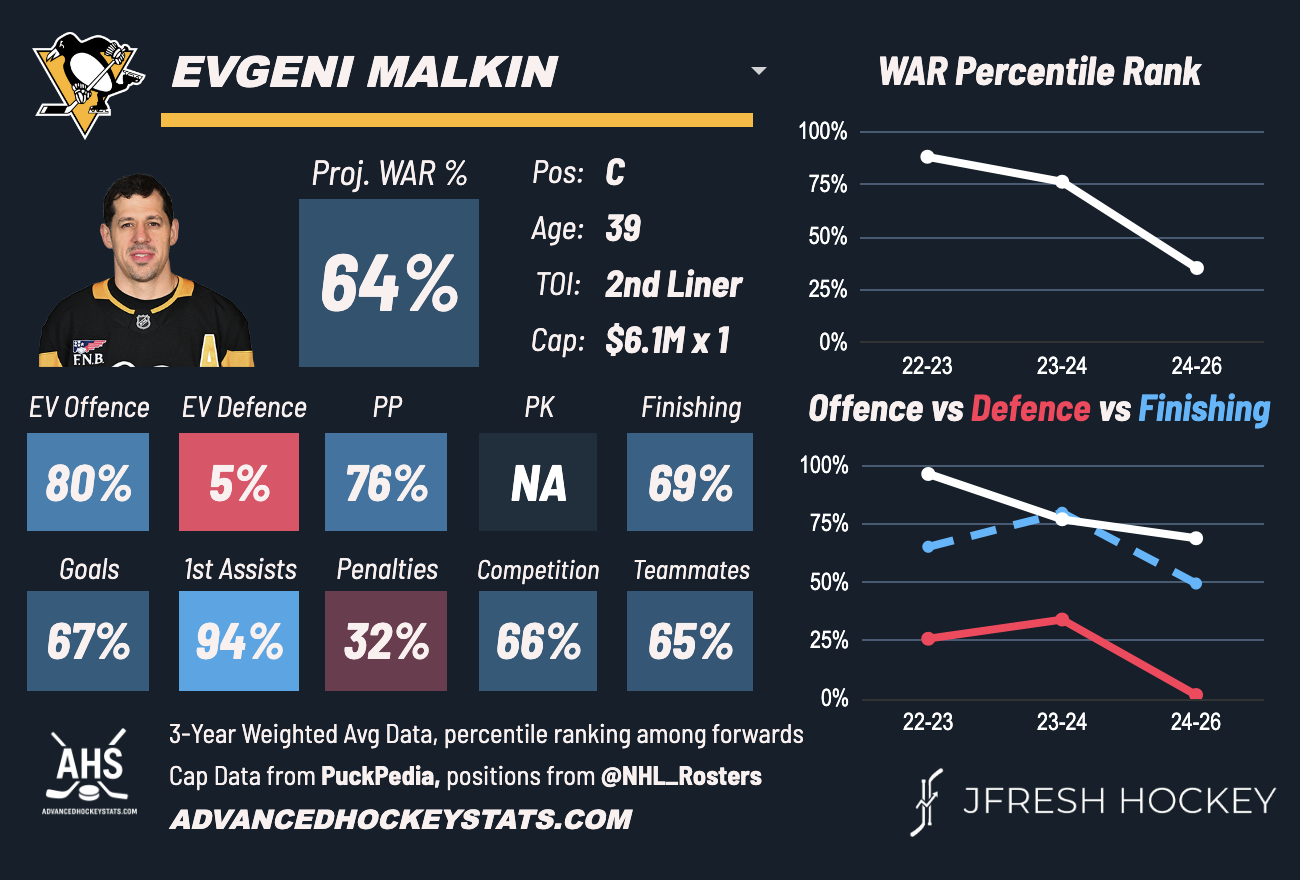 EVGENI MALKIN
Proj. WAR %
64%
Pos: C
Age: 39
TOI: 2nd Liner
Cap: $6.1M x 1
F.N.B.
A
EV Offence EV Defence PP PK Finishing
80% 5% 76% NA 69%
Goals 1st Assists Penalties Competition Teammates
67% 94% 32% 66% 65%
WAR Percentile Rank
100%
75%
50%
25%
0%
22-23 23-24 24-26
Offence vs Defence vs Finishing
100%
75%
50%
25%
0%
22-23 23-24 24-26
AHS
ADVANCEDHOCKEYSTATS.COM
3-Year Weighted Avg Data, percentile ranking among forwards
Cap Data from PuckPedia, positions from @NHL_Rosters
ADVANCEDHOCKEYSTATS.COM
JFRESH HOCKEY